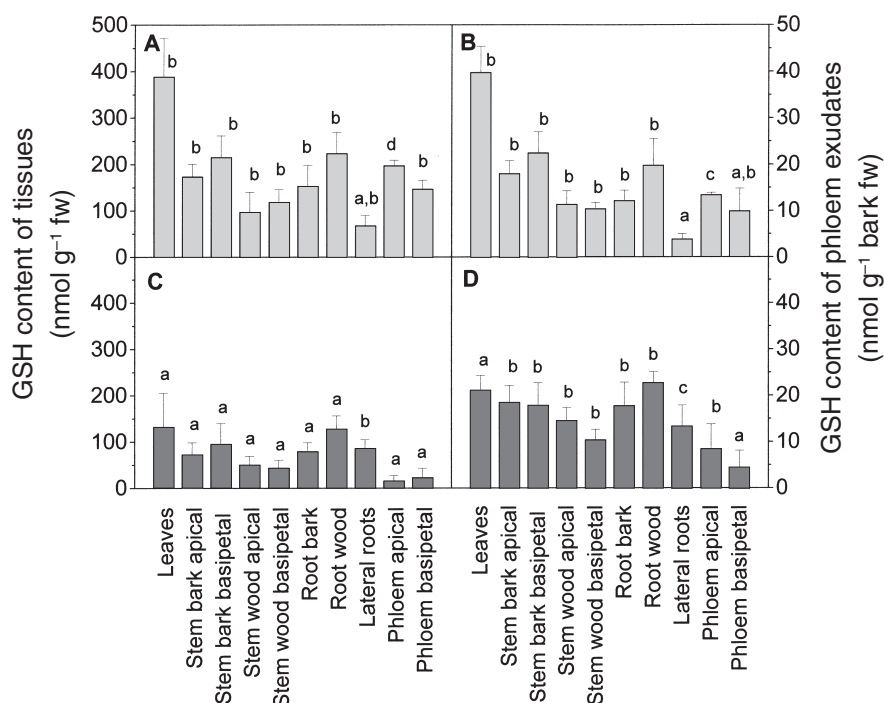 GSH content of tissues
(nmol g⁻¹ fw)
500
400
300
200
100
0
400
300
200
100
0
A
b
b
b
b
b
b
b
a,b
d
b
B
b
b
b
b
b
b
b
a
c
a,b
C
a
a
a
a
a
a
a
b
a
a
D
a
b
b
b
b
b
b
c
b
a
50
40
30
20
10
0
40
30
20
10
0
GSH content of phloem exudates
(nmol g⁻¹ bark fw)
Leaves
Stem bark apical
Stem bark basipetal
Stem wood apical
Stem wood basipetal
Root bark
Root wood
Lateral roots
Phloem apical
Phloem basipetal
Leaves
Stem bark apical
Stem bark basipetal
Stem wood apical
Stem wood basipetal
Root bark
Root wood
Lateral roots
Phloem apical
Phloem basipetal